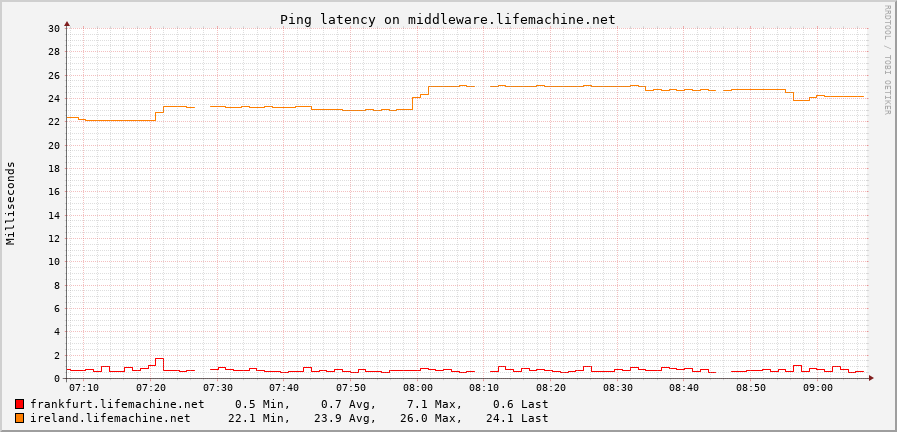 Ping latency on middleware.lifemachine.net
RRDTOOL / TOBI OETIKER
Milliseconds
30
28
26
24
22
20
18
16
14
12
10
8
6
4
2
0
07:10 07:20 07:30 07:40 07:50 08:00 08:10 08:20 08:30 08:40 08:50 09:00
frankfurt.lifemachine.net 0.5 Min, 0.7 Avg, 7.1 Max, 0.6 Last
ireland.lifemachine.net 22.1 Min, 23.9 Avg, 26.0 Max, 24.1 Last